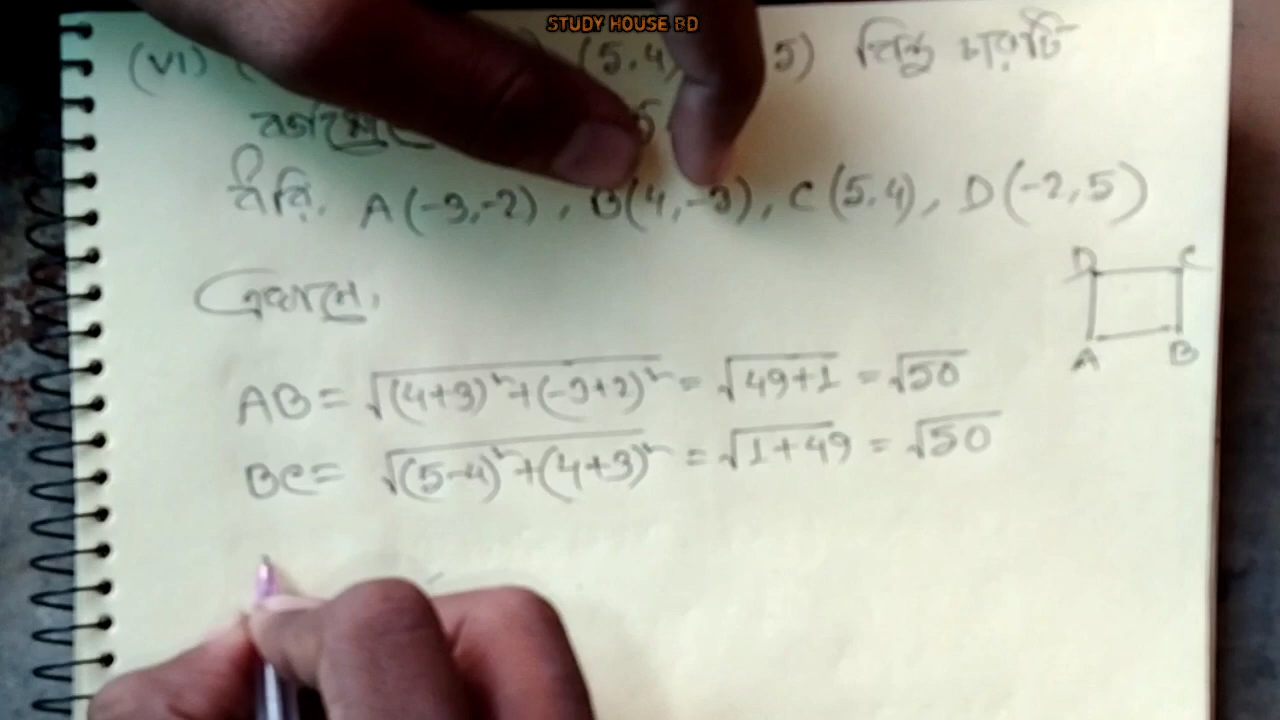 STUDY HOUSE BD
(VI) (5,4) 5) বিন্দু চারটি
ধরি, A(-3,-2), B(4,-3), C(5,4), D(-2,5)
D C
এখানে,
A B
AB = √(4+3)²+(-3+2)² = √49+1 = √50
BC = √(5-4)²+(4+3)² = √1+49 = √50